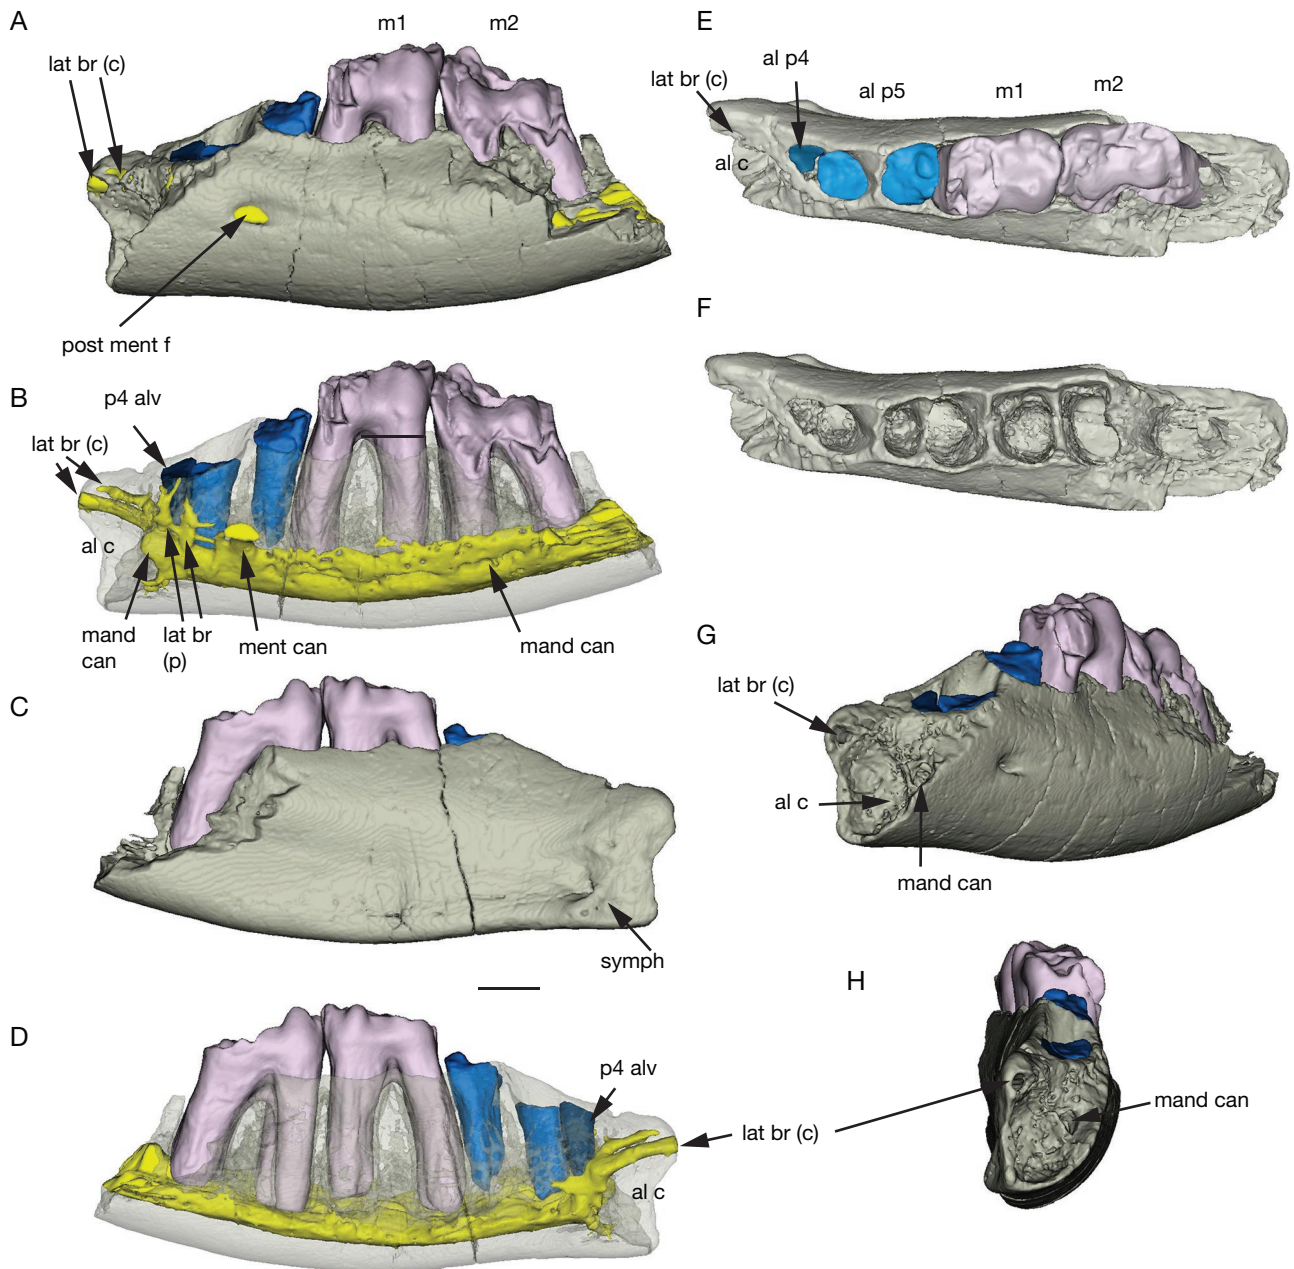 A
m1
m2
lat br (c)
post ment f
B
p4 alv
lat br (c)
al c
mand
can
lat br
(p)
ment can
mand can
C
symph
D
p4 alv
lat br (c)
al c
E
al p4
lat br (c)
al p5
m1
m2
al c
F
G
lat br (c)
al c
mand can
H
mand can